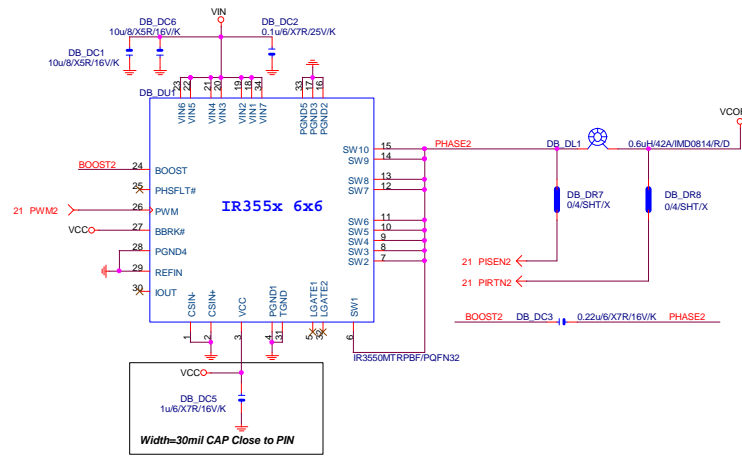 VIN
DB_DC6
10u/8/X5R/16V/K
DB_DC2
0.1u/6/X7R/25V/K
DB_DC1
10u/8/X5R/16V/K
DB_DU1
23 22 21 20 19 18 34 33 17 16
VIN6 VIN5 VIN4 VIN3 VIN2 VIN1 VIN7 PGND5 PGND3 PGND2
IR355x 6x6
BOOST2 24 BOOST
25 PHSFLT#
21 PWM2 26 PWM
VCC 27 BBRK#
28 PGND4
29 REFIN
30 IOUT
SW10 15 PHASE2
SW9 14
SW8 13
SW7 12
SW6 11
SW5 10
SW4 9
SW3 8
SW2 7
CSIN- CSIN+ VCC PGND1 TGND LGATE1 LGATE2 SW1
1 2 3 4 31 5 32 6
IR3550MTRPBF/PQFN32
VCC
DB_DC5
1u/6/X7R/16V/K
Width=30mil CAP Close to PIN
DB_DL1
0.6uH/42A/IMD0814/R/D
DB_DR7
0/4/SHT/X
DB_DR8
0/4/SHT/X
21 PISEN2
21 PIRTN2
BOOST2 DB_DC3 0.22u/6/X7R/16V/K PHASE2